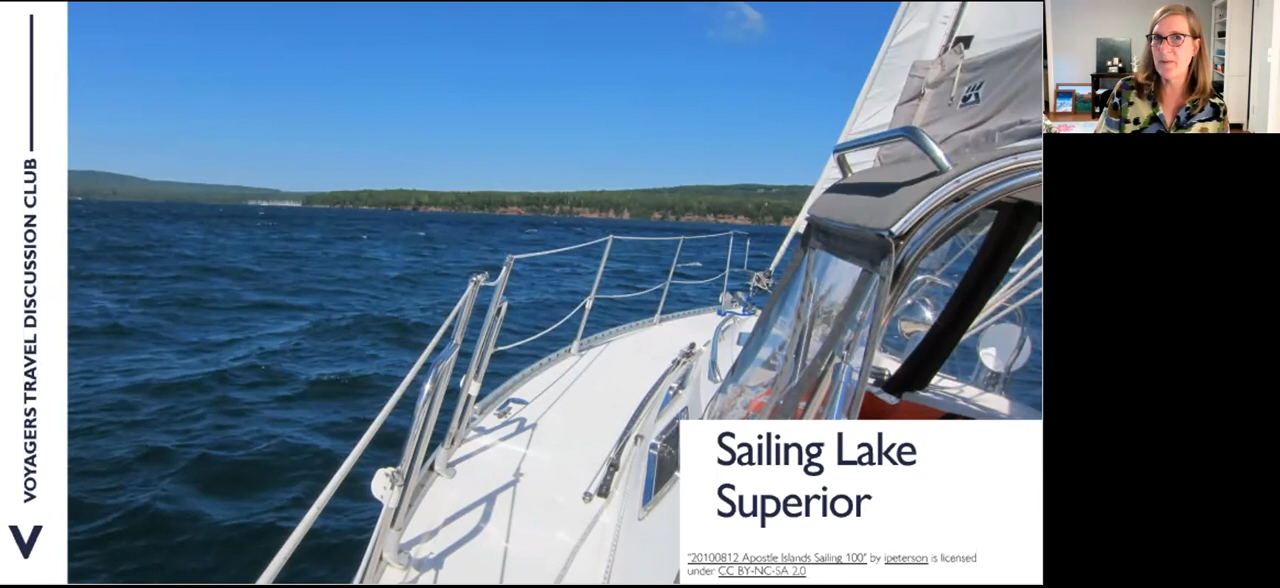 VOYAGERS TRAVEL DISCUSSION CLUB
V
Sailing Lake
Superior
"20100812 Apostle Islands Sailing 100" by ipeterson is licensed
under CC BY-NC-SA 2.0